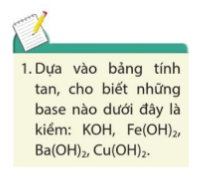 1. Dựa vào bảng tính
tan, cho biết những
base nào dưới đây là
kiềm: KOH, Fe(OH)₂,
Ba(OH)₂, Cu(OH)₂.